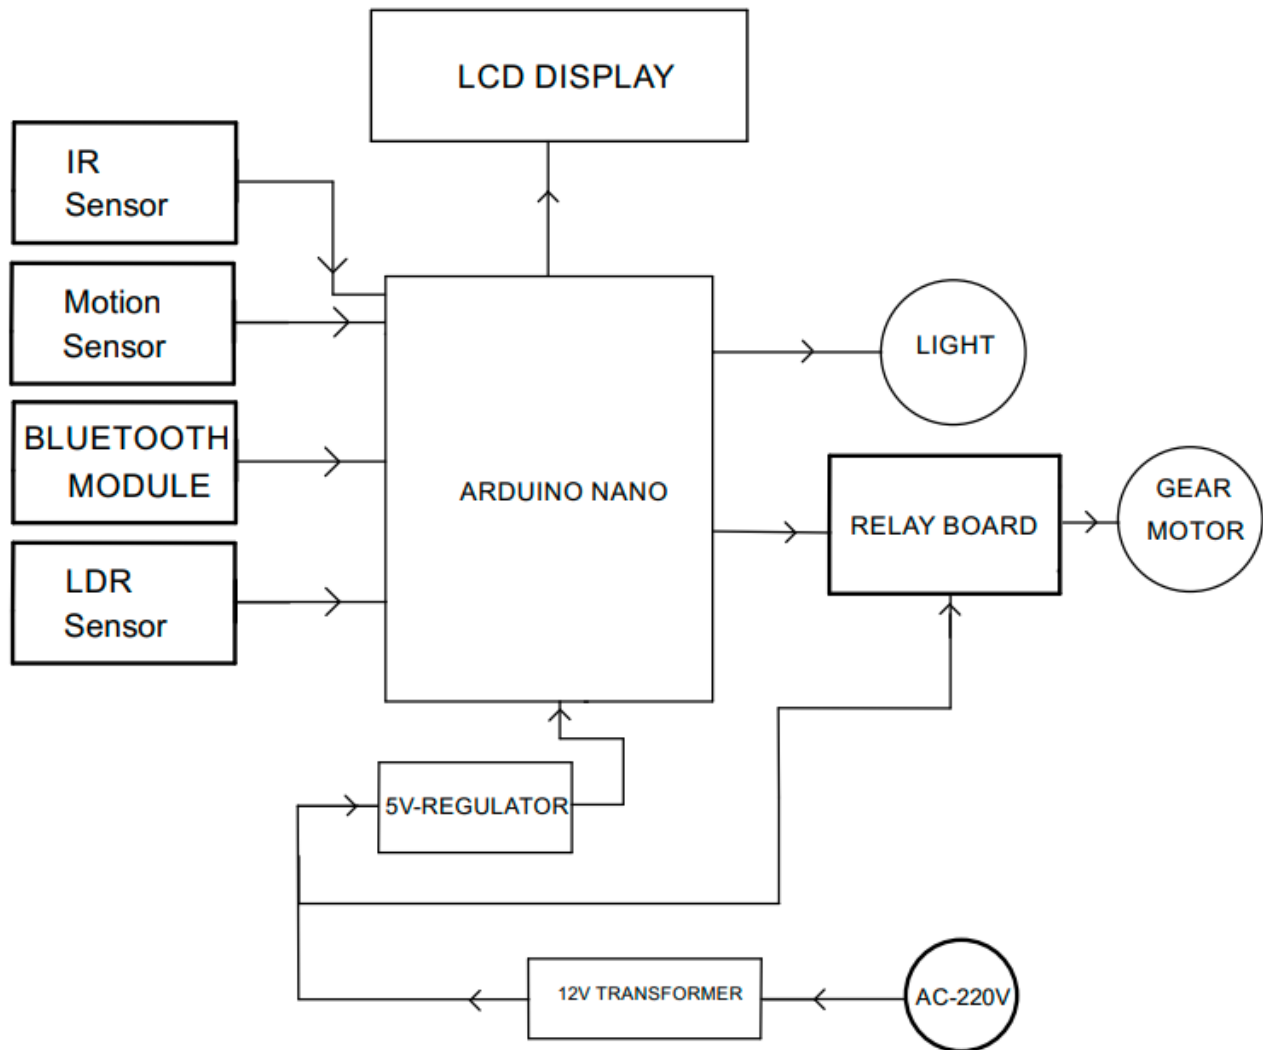 LCD DISPLAY
IR
Sensor
Motion
Sensor
BLUETOOTH
MODULE
LDR
Sensor
ARDUINO NANO
LIGHT
RELAY BOARD
GEAR
MOTOR
5V-REGULATOR
12V TRANSFORMER
AC-220V